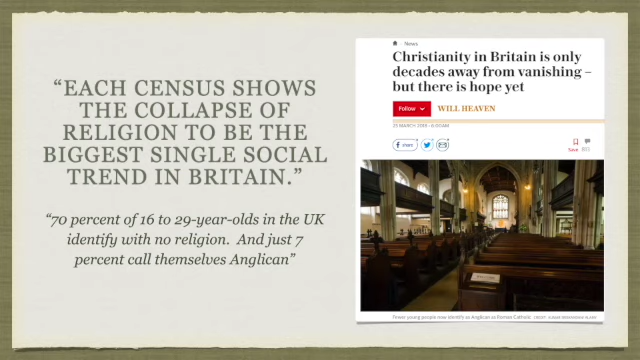 “EACH CENSUS SHOWS
THE COLLAPSE OF
RELIGION TO BE THE
BIGGEST SINGLE SOCIAL
TREND IN BRITAIN.”
“70 percent of 16 to 29-year-olds in the UK
identify with no religion. And just 7
percent call themselves Anglican”
News
Christianity in Britain is only
decades away from vanishing –
but there is hope yet
Follow WILL HEAVEN
share
Save
Fewer young people now identify as Anglican or Roman Catholic